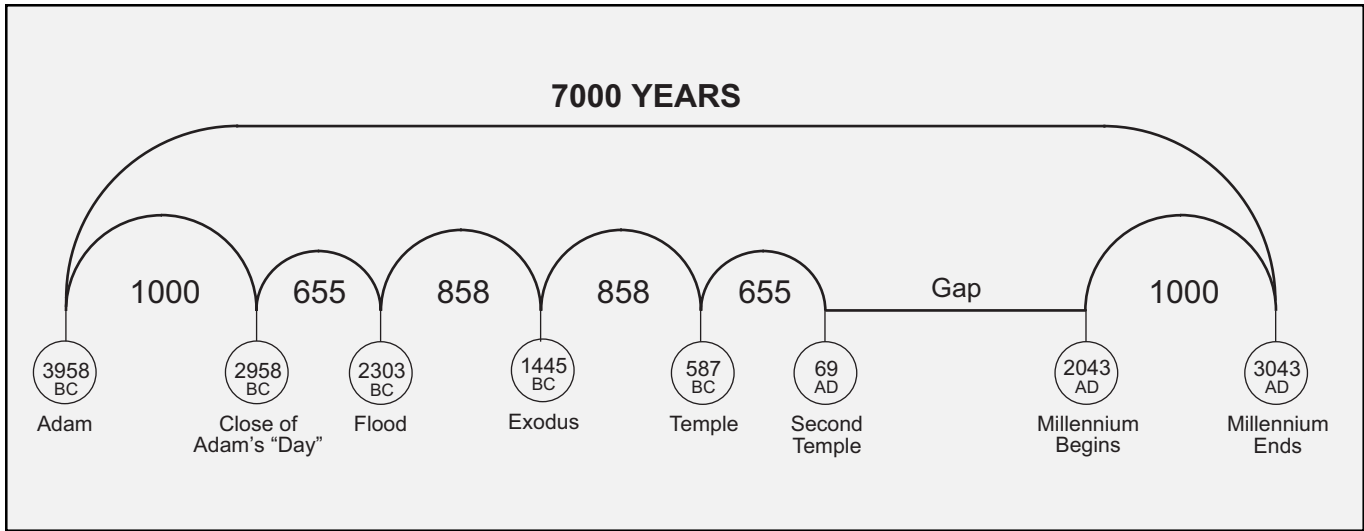 7000 YEARS
1000 655 858 858 655 Gap 1000
3958
BC
Adam
2958
BC
Close of
Adam’s “Day”
2303
BC
Flood
1445
BC
Exodus
587
BC
Temple
69
AD
Second
Temple
2043
AD
Millennium
Begins
3043
AD
Millennium
Ends